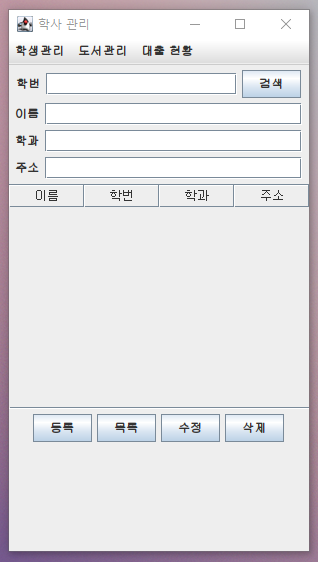 학사 관리
학생관리 도서관리 대출 현황
학번 검색
이름
학과
주소
이름 학번 학과 주소
등록 목록 수정 삭제